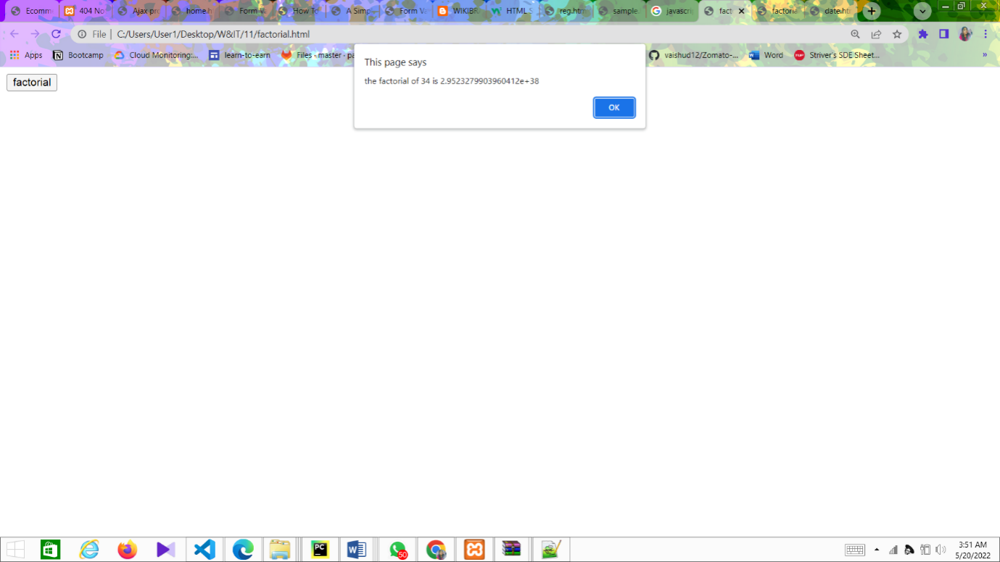 Ecomm 404 No Ajax pro home.h Form Va How To A Simp Form Va WIKIBR HTML S reg.htm sample. javascri fact factoria date.ht
File C:/Users/User1/Desktop/W&IT/11/factorial.html
Apps Bootcamp Cloud Monitoring:... learn-to-earn Files · master · pa vaishud12/Zomato-... Word Striver's SDE Sheet... »
This page says
the factorial of 34 is 2.9523279903960412e+38
OK
factorial
PC
50
3:51 AM
5/20/2022